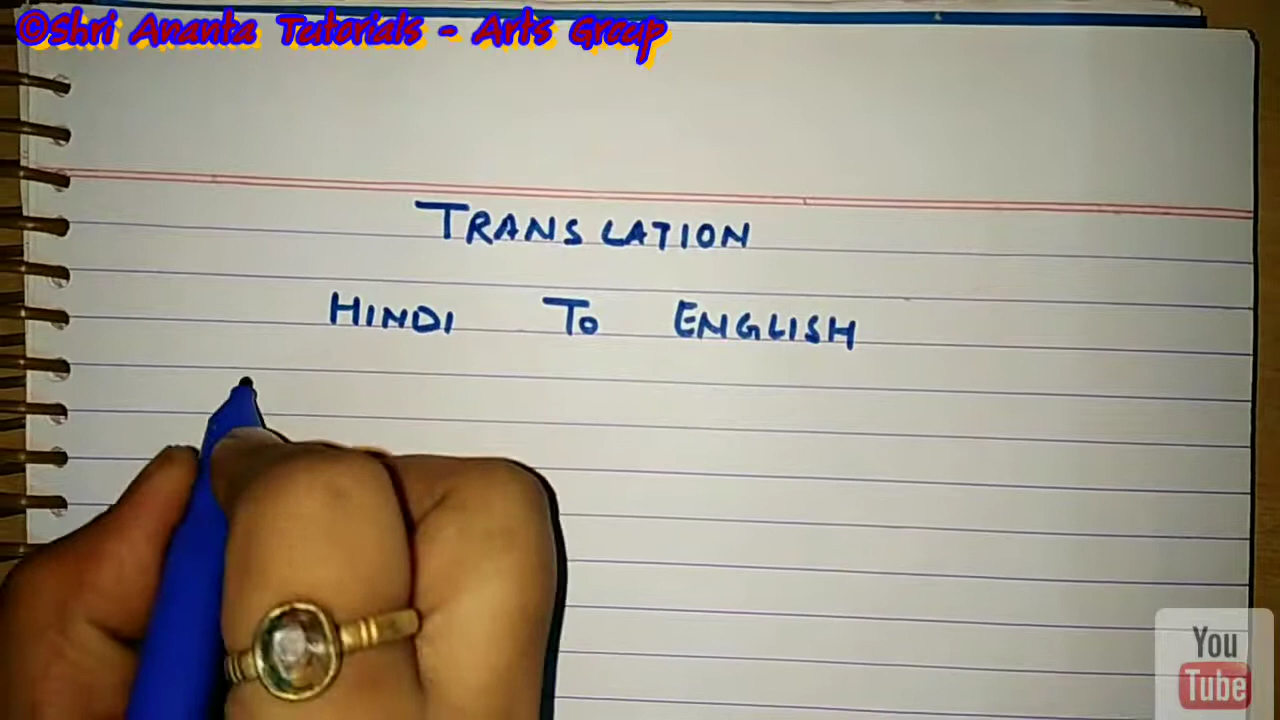 ©Shri Ananta Tutorials - Arts Group
TRANSLATION
HINDI TO ENGLISH
You
Tube